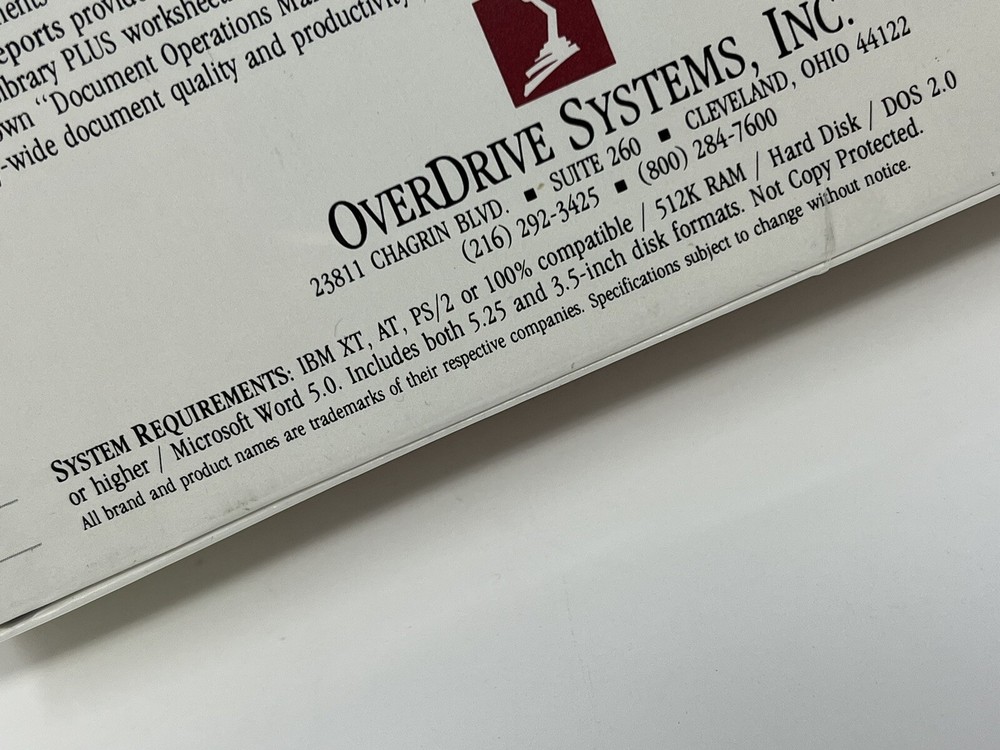 eports provid
ibrary PLUS workshe
own “Document Operations Ma
-wide document quality and productivity,
OVERDRIVE SYSTEMS, INC.
23811 CHAGRIN BLVD. ■ SUITE 260 ■ CLEVELAND, OHIO 44122
(216) 292-3425 ■ (800) 284-7600
SYSTEM REQUIREMENTS: IBM XT, AT, PS/2 or 100% compatible / 512K RAM / Hard Disk / DOS 2.0
or higher / Microsoft Word 5.0. Includes both 5.25 and 3.5-inch disk formats. Not Copy Protected.
All brand and product names are trademarks of their respective companies. Specifications subject to change without notice.